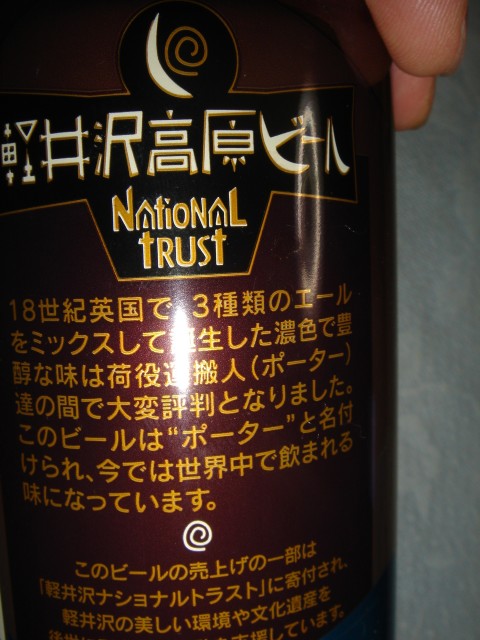 軽井沢高原ビール
NATIONAL
TRUST
18世紀英国で、3種類のエール
をミックスして誕生した濃色で豊
醇な味は荷役運搬人(ポーター)
達の間で大変評判となりました。
このビールは“ポーター”と名付
けられ、今では世界中で飲まれる
味になっています。
このビールの売上げの一部は
「軽井沢ナショナルトラスト」に寄付され、
軽井沢の美しい環境や文化遺産を